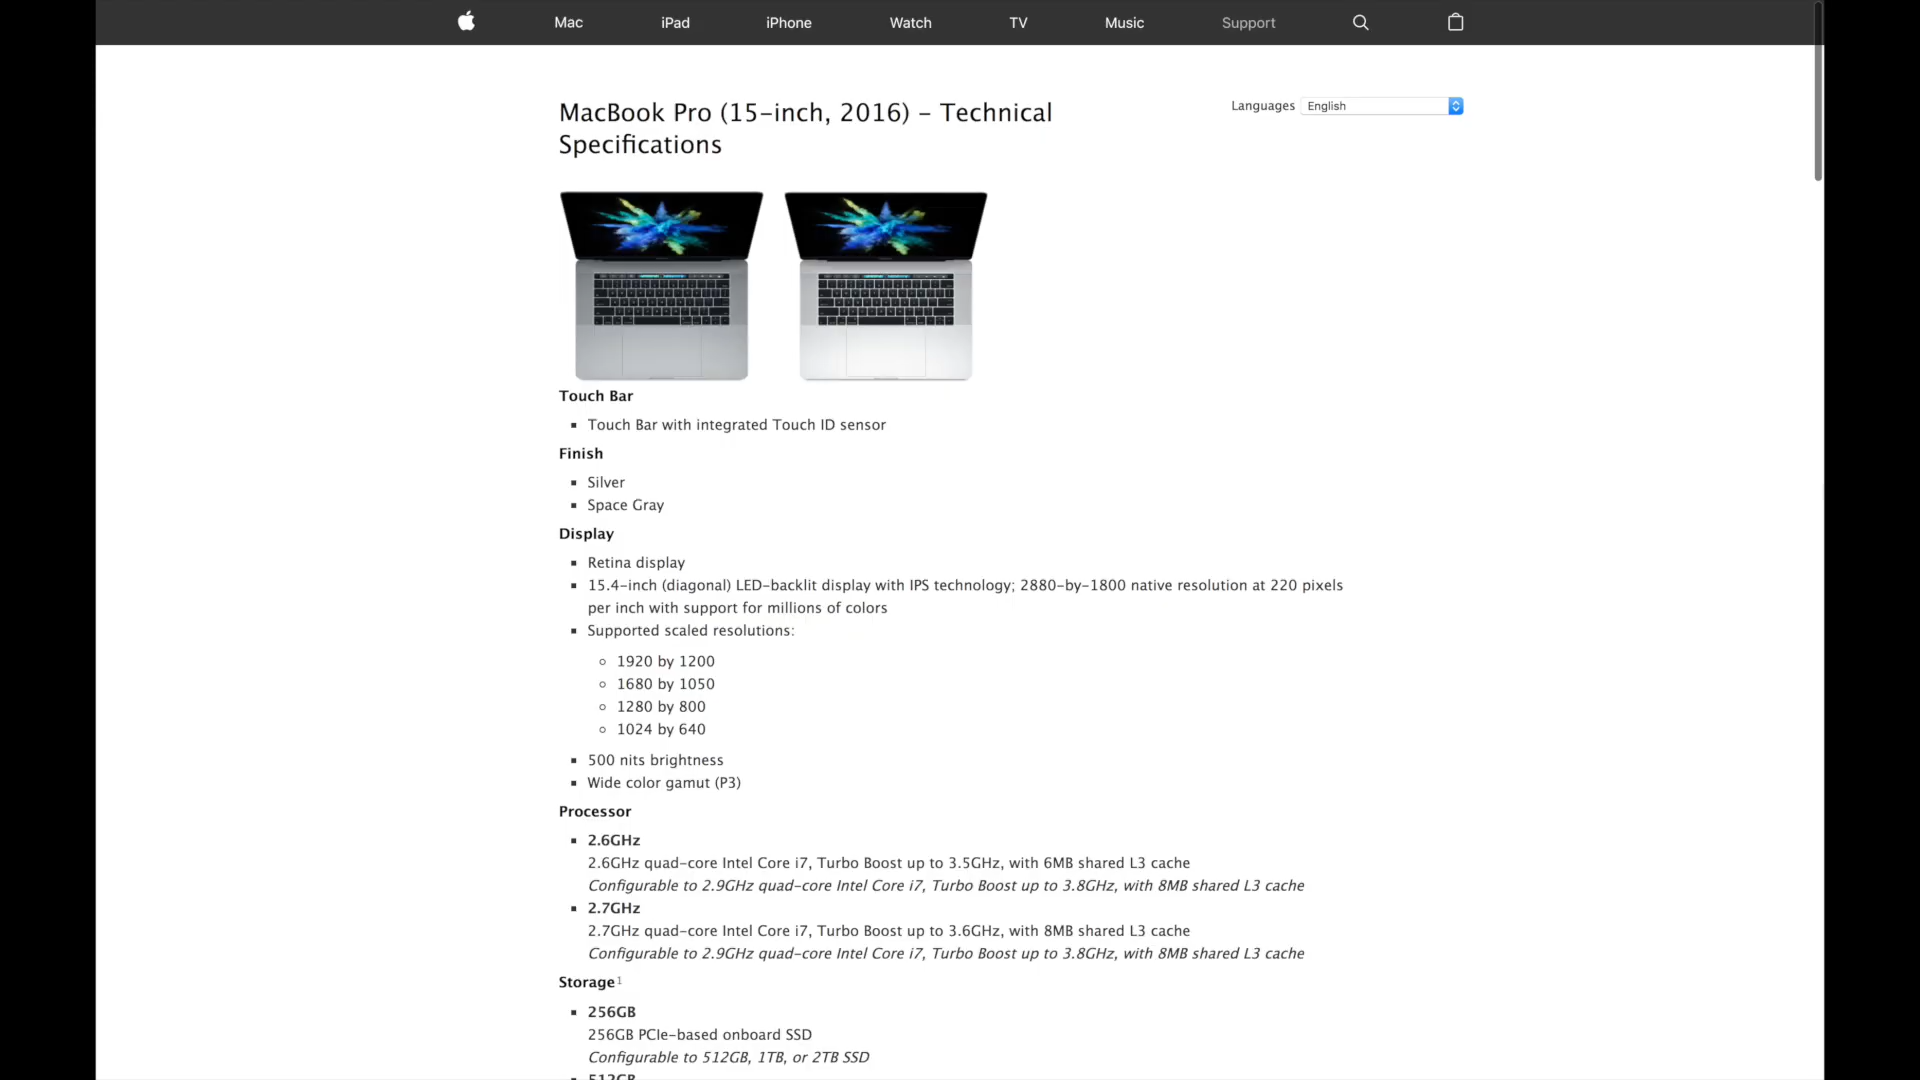 Mac iPad iPhone Watch TV Music Support
MacBook Pro (15-inch, 2016) - Technical
Specifications
Languages English
Touch Bar
Touch Bar with integrated Touch ID sensor
Finish
Silver
Space Gray
Display
Retina display
15.4-inch (diagonal) LED-backlit display with IPS technology; 2880-by-1800 native resolution at 220 pixels
per inch with support for millions of colors
Supported scaled resolutions:
1920 by 1200
1680 by 1050
1280 by 800
1024 by 640
500 nits brightness
Wide color gamut (P3)
Processor
2.6GHz
2.6GHz quad-core Intel Core i7, Turbo Boost up to 3.5GHz, with 6MB shared L3 cache
Configurable to 2.9GHz quad-core Intel Core i7, Turbo Boost up to 3.8GHz, with 8MB shared L3 cache
2.7GHz
2.7GHz quad-core Intel Core i7, Turbo Boost up to 3.6GHz, with 8MB shared L3 cache
Configurable to 2.9GHz quad-core Intel Core i7, Turbo Boost up to 3.8GHz, with 8MB shared L3 cache
Storage1
256GB
256GB PCIe-based onboard SSD
Configurable to 512GB, 1TB, or 2TB SSD
512GB